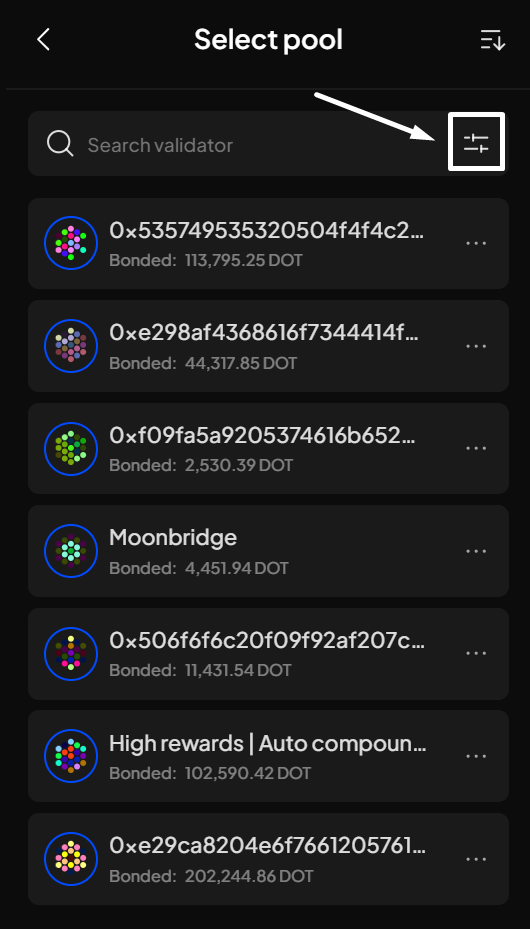 Select pool
Search validator
0x535749535320504f4f4c2...
Bonded: 113,795.25 DOT
0xe298af4368616f7344414f...
Bonded: 44,317.85 DOT
0xf09fa5a9205374616b652...
Bonded: 2,530.39 DOT
Moonbridge
Bonded: 4,451.94 DOT
0x506f6f6c20f09f92af207c...
Bonded: 11,431.54 DOT
High rewards | Auto compoun...
Bonded: 102,590.42 DOT
0xe29ca8204e6f7661205761...
Bonded: 202,244.86 DOT